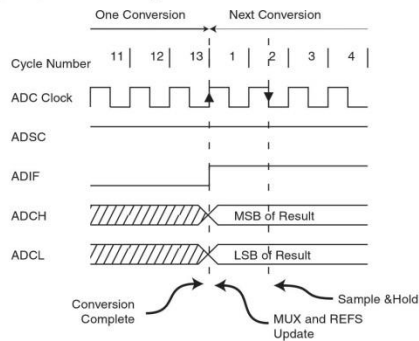 One Conversion Next Conversion
Cycle Number 11 12 13 1 2 3 4
ADC Clock
ADSC
ADIF
ADCH MSB of Result
ADCL LSB of Result
Sample &Hold
Conversion
Complete
MUX and REFS
Update